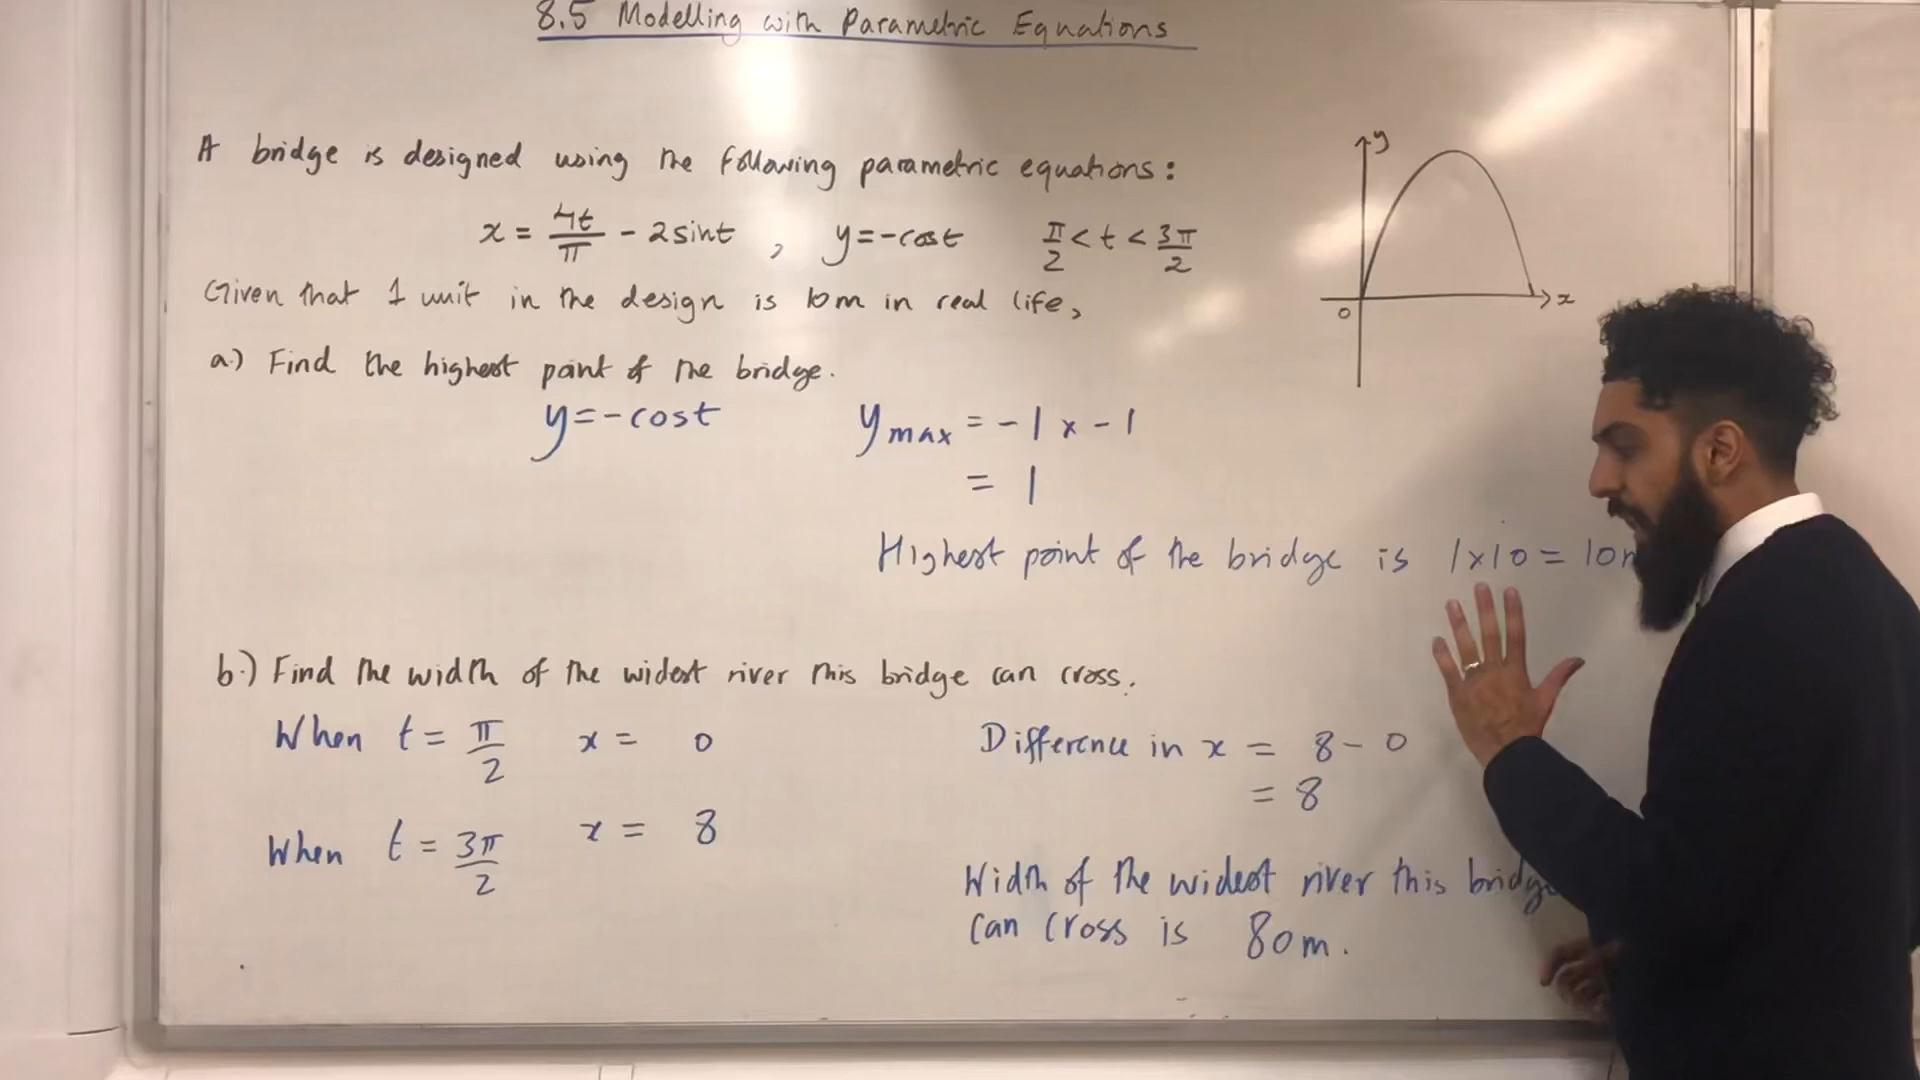 8.5 Modelling with Parametric Equations
A bridge is designed using the following parametric equations:
x = 4t/π - 2sint , y=-cost π/2 < t < 3π/2
Given that 1 unit in the design is 10m in real life,
a.) Find the highest point of the bridge.
y=-cost
y max = -1 x -1
= 1
Highest point of the bridge is 1x10 = 10m
b.) Find the width of the widest river this bridge can cross.
When t = π/2 x = 0
When t = 3π/2 x = 8
Difference in x = 8 - 0
= 8
Width of the widest river this bridge
can cross is 80m.
y
x
0